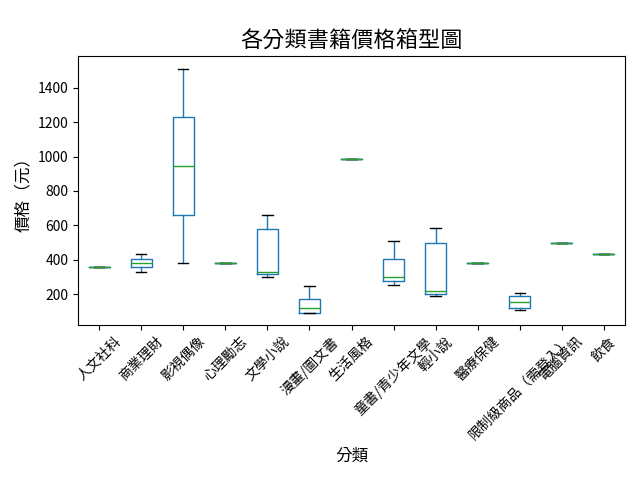 各分類書籍價格箱型圖
價格（元）
1400
1200
1000
800
600
400
200
人文社科
商業理財
影視偶像
心理勵志
文學小說
漫畫/圖文書
生活風格
童書/青少年文學
輕小說
醫療保健
限制級商品（需登入）
電腦資訊
飲食
分類